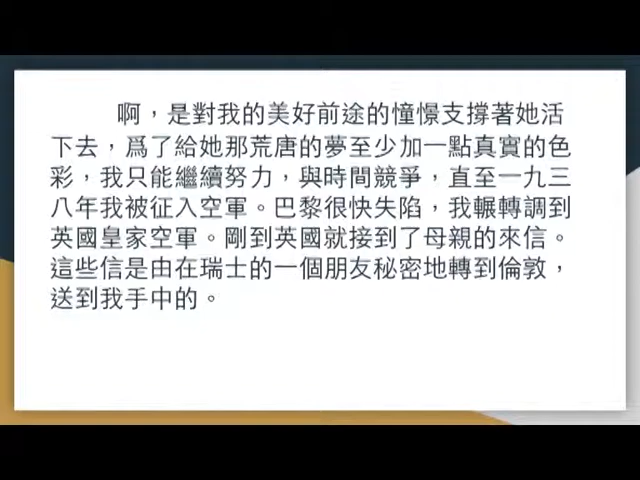 啊，是對我的美好前途的憧憬支撐著她活
下去，爲了給她那荒唐的夢至少加一點真實的色
彩，我只能繼續努力，與時間競爭，直至一九三
八年我被征入空軍。巴黎很快失陷，我輾轉調到
英國皇家空軍。剛到英國就接到了母親的來信。
這些信是由在瑞士的一個朋友秘密地轉到倫敦，
送到我手中的。